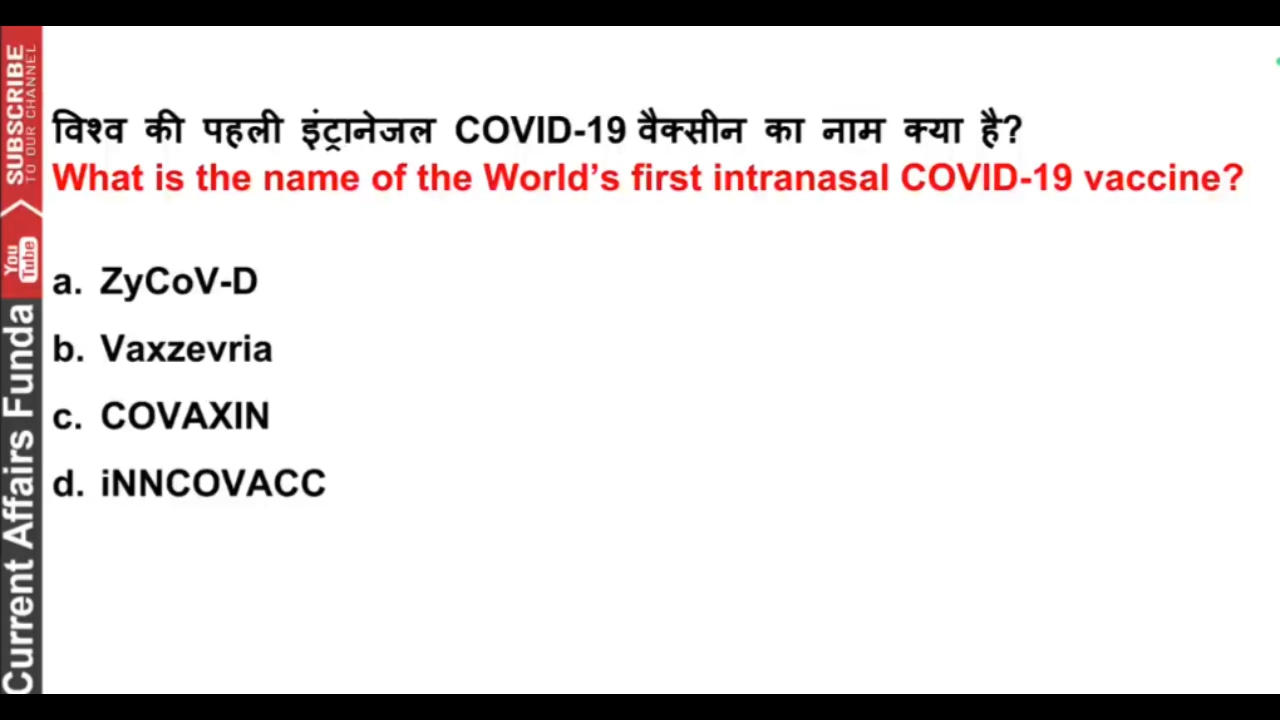 विश्व की पहली इंट्रानेजल COVID-19 वैक्सीन का नाम क्या है?
What is the name of the World's first intranasal COVID-19 vaccine?
a. ZyCoV-D
b. Vaxzevria
c. COVAXIN
d. iNNCOVACC
SUBSCRIBE
TO OUR CHANNEL
You
Tube
Current Affairs Funda